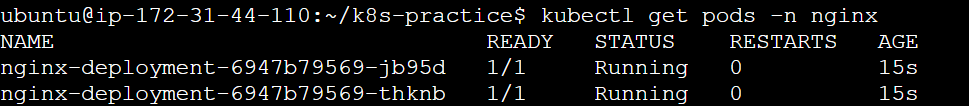 ubuntu@ip-172-31-44-110:~/k8s-practice$ kubectl get pods -n nginx
NAME READY STATUS RESTARTS AGE
nginx-deployment-6947b79569-jb95d 1/1 Running 0 15s
nginx-deployment-6947b79569-thknb 1/1 Running 0 15s